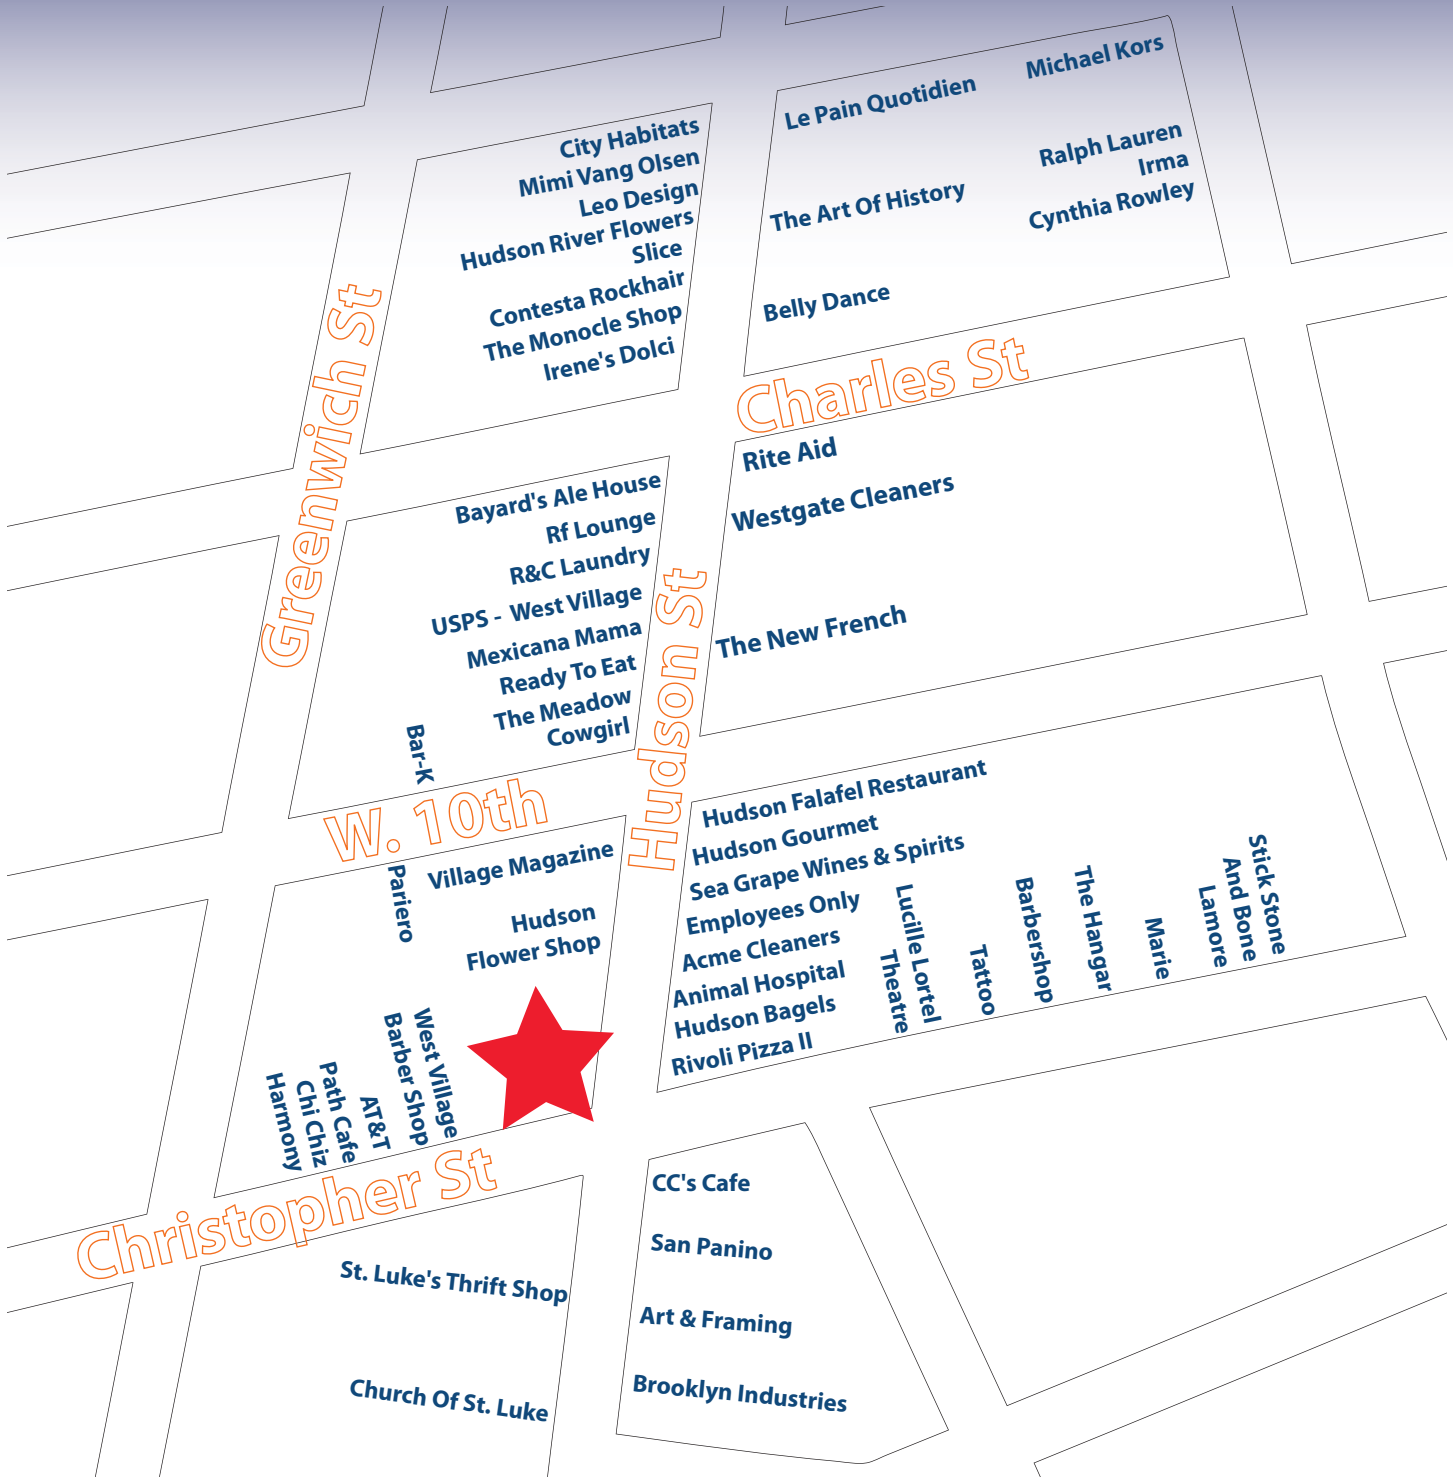 Michael Kors
Le Pain Quotidien
City Habitats
Mimi Vang Olsen
Leo Design
Hudson River Flowers
Slice
Contesta Rockhair
The Monocle Shop
Irene's Dolci
Ralph Lauren
Irma
Cynthia Rowley
The Art Of History
Belly Dance
Greenwich St
Charles St
Rite Aid
Westgate Cleaners
The New French
Bayard's Ale House
Rf Lounge
R&C Laundry
USPS - West Village
Mexicana Mama
Ready To Eat
The Meadow
Cowgirl
Bar-K
Hudson St
W. 10th
Village Magazine
Pariero
Hudson
Flower Shop
Hudson Falafel Restaurant
Hudson Gourmet
Sea Grape Wines & Spirits
Employees Only
Acme Cleaners
Animal Hospital
Hudson Bagels
Rivoli Pizza II
Lucille Lortel
Theatre
Tattoo
Barbershop
The Hangar
Marie
Lamore
Stick Stone
And Bone
West Village
Barber Shop
AT&T
Path Cafe
Chi Chiz
Harmony
Christopher St
CC's Cafe
San Panino
Art & Framing
Brooklyn Industries
St. Luke's Thrift Shop
Church Of St. Luke